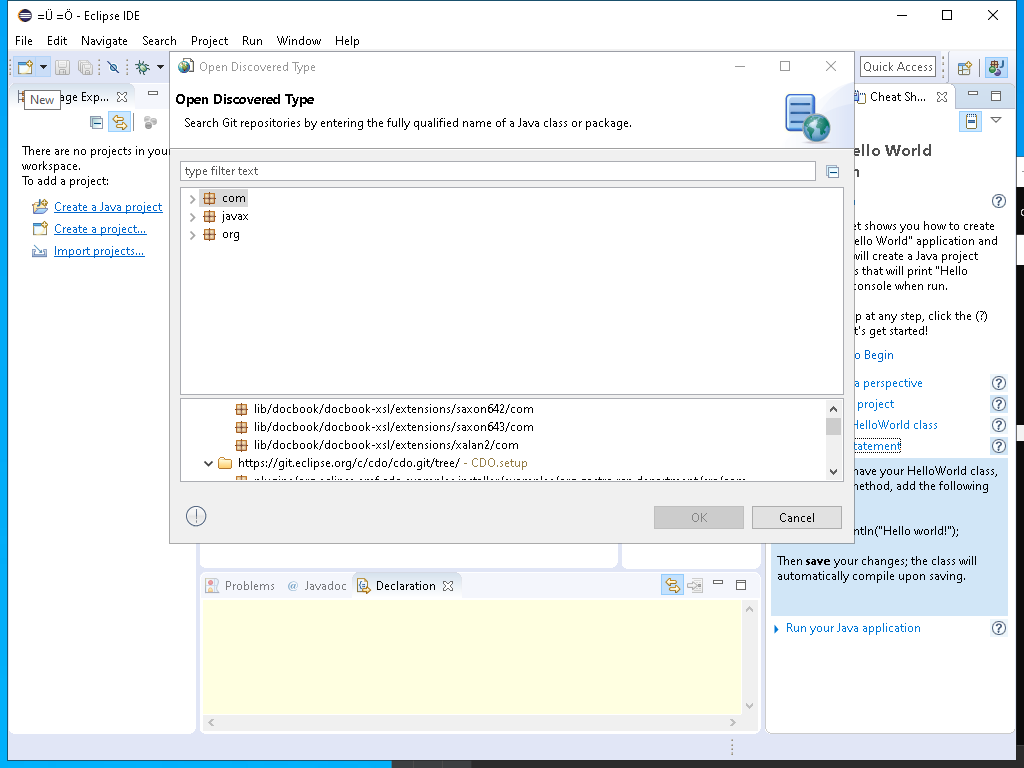 =Ü =Ö - Eclipse IDE
File Edit Navigate Search Project Run Window Help
Quick Access
New
age Exp...
There are no projects in your
workspace.
To add a project:
Create a Java project
Create a project...
Import projects...
Open Discovered Type
Open Discovered Type
Search Git repositories by entering the fully qualified name of a Java class or package.
type filter text
com
javax
org
lib/docbook/docbook-xsl/extensions/saxon642/com
lib/docbook/docbook-xsl/extensions/saxon643/com
lib/docbook/docbook-xsl/extensions/xalan2/com
https://git.eclipse.org/c/cdo/cdo.git/tree/ - CDO.setup
OK
Cancel
Problems @ Javadoc Declaration
Cheat Sh...
ello World
n
et shows you how to create
ello World" application and
will create a Java project
s that will print "Hello
console when run.
p at any step, click the (?)
t's get started!
o Begin
a perspective
project
HelloWorld class
tatement
have your HelloWorld class,
method, add the following
ntln("Hello world!");
Then save your changes; the class will
automatically compile upon saving.
Run your Java application